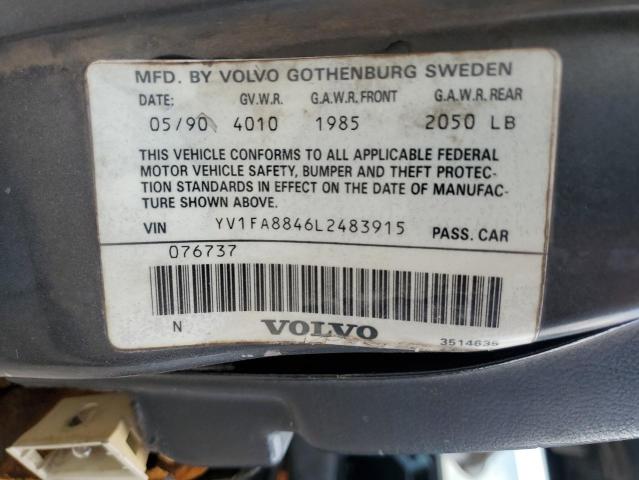 MFD. BY VOLVO GOTHENBURG SWEDEN
DATE: GV.W.R. G.A.W.R. FRONT G.A.W.R. REAR
05/90 4010 1985 2050 LB
THIS VEHICLE CONFORMS TO ALL APPLICABLE FEDERAL
MOTOR VEHICLE SAFETY, BUMPER AND THEFT PROTEC-
TION STANDARDS IN EFFECT ON THE DATE OF MANUFAC-
TURE SHOWN ABOVE.
VIN YV1FA8846L2483915 PASS. CAR
076737
N VOLVO 3514635